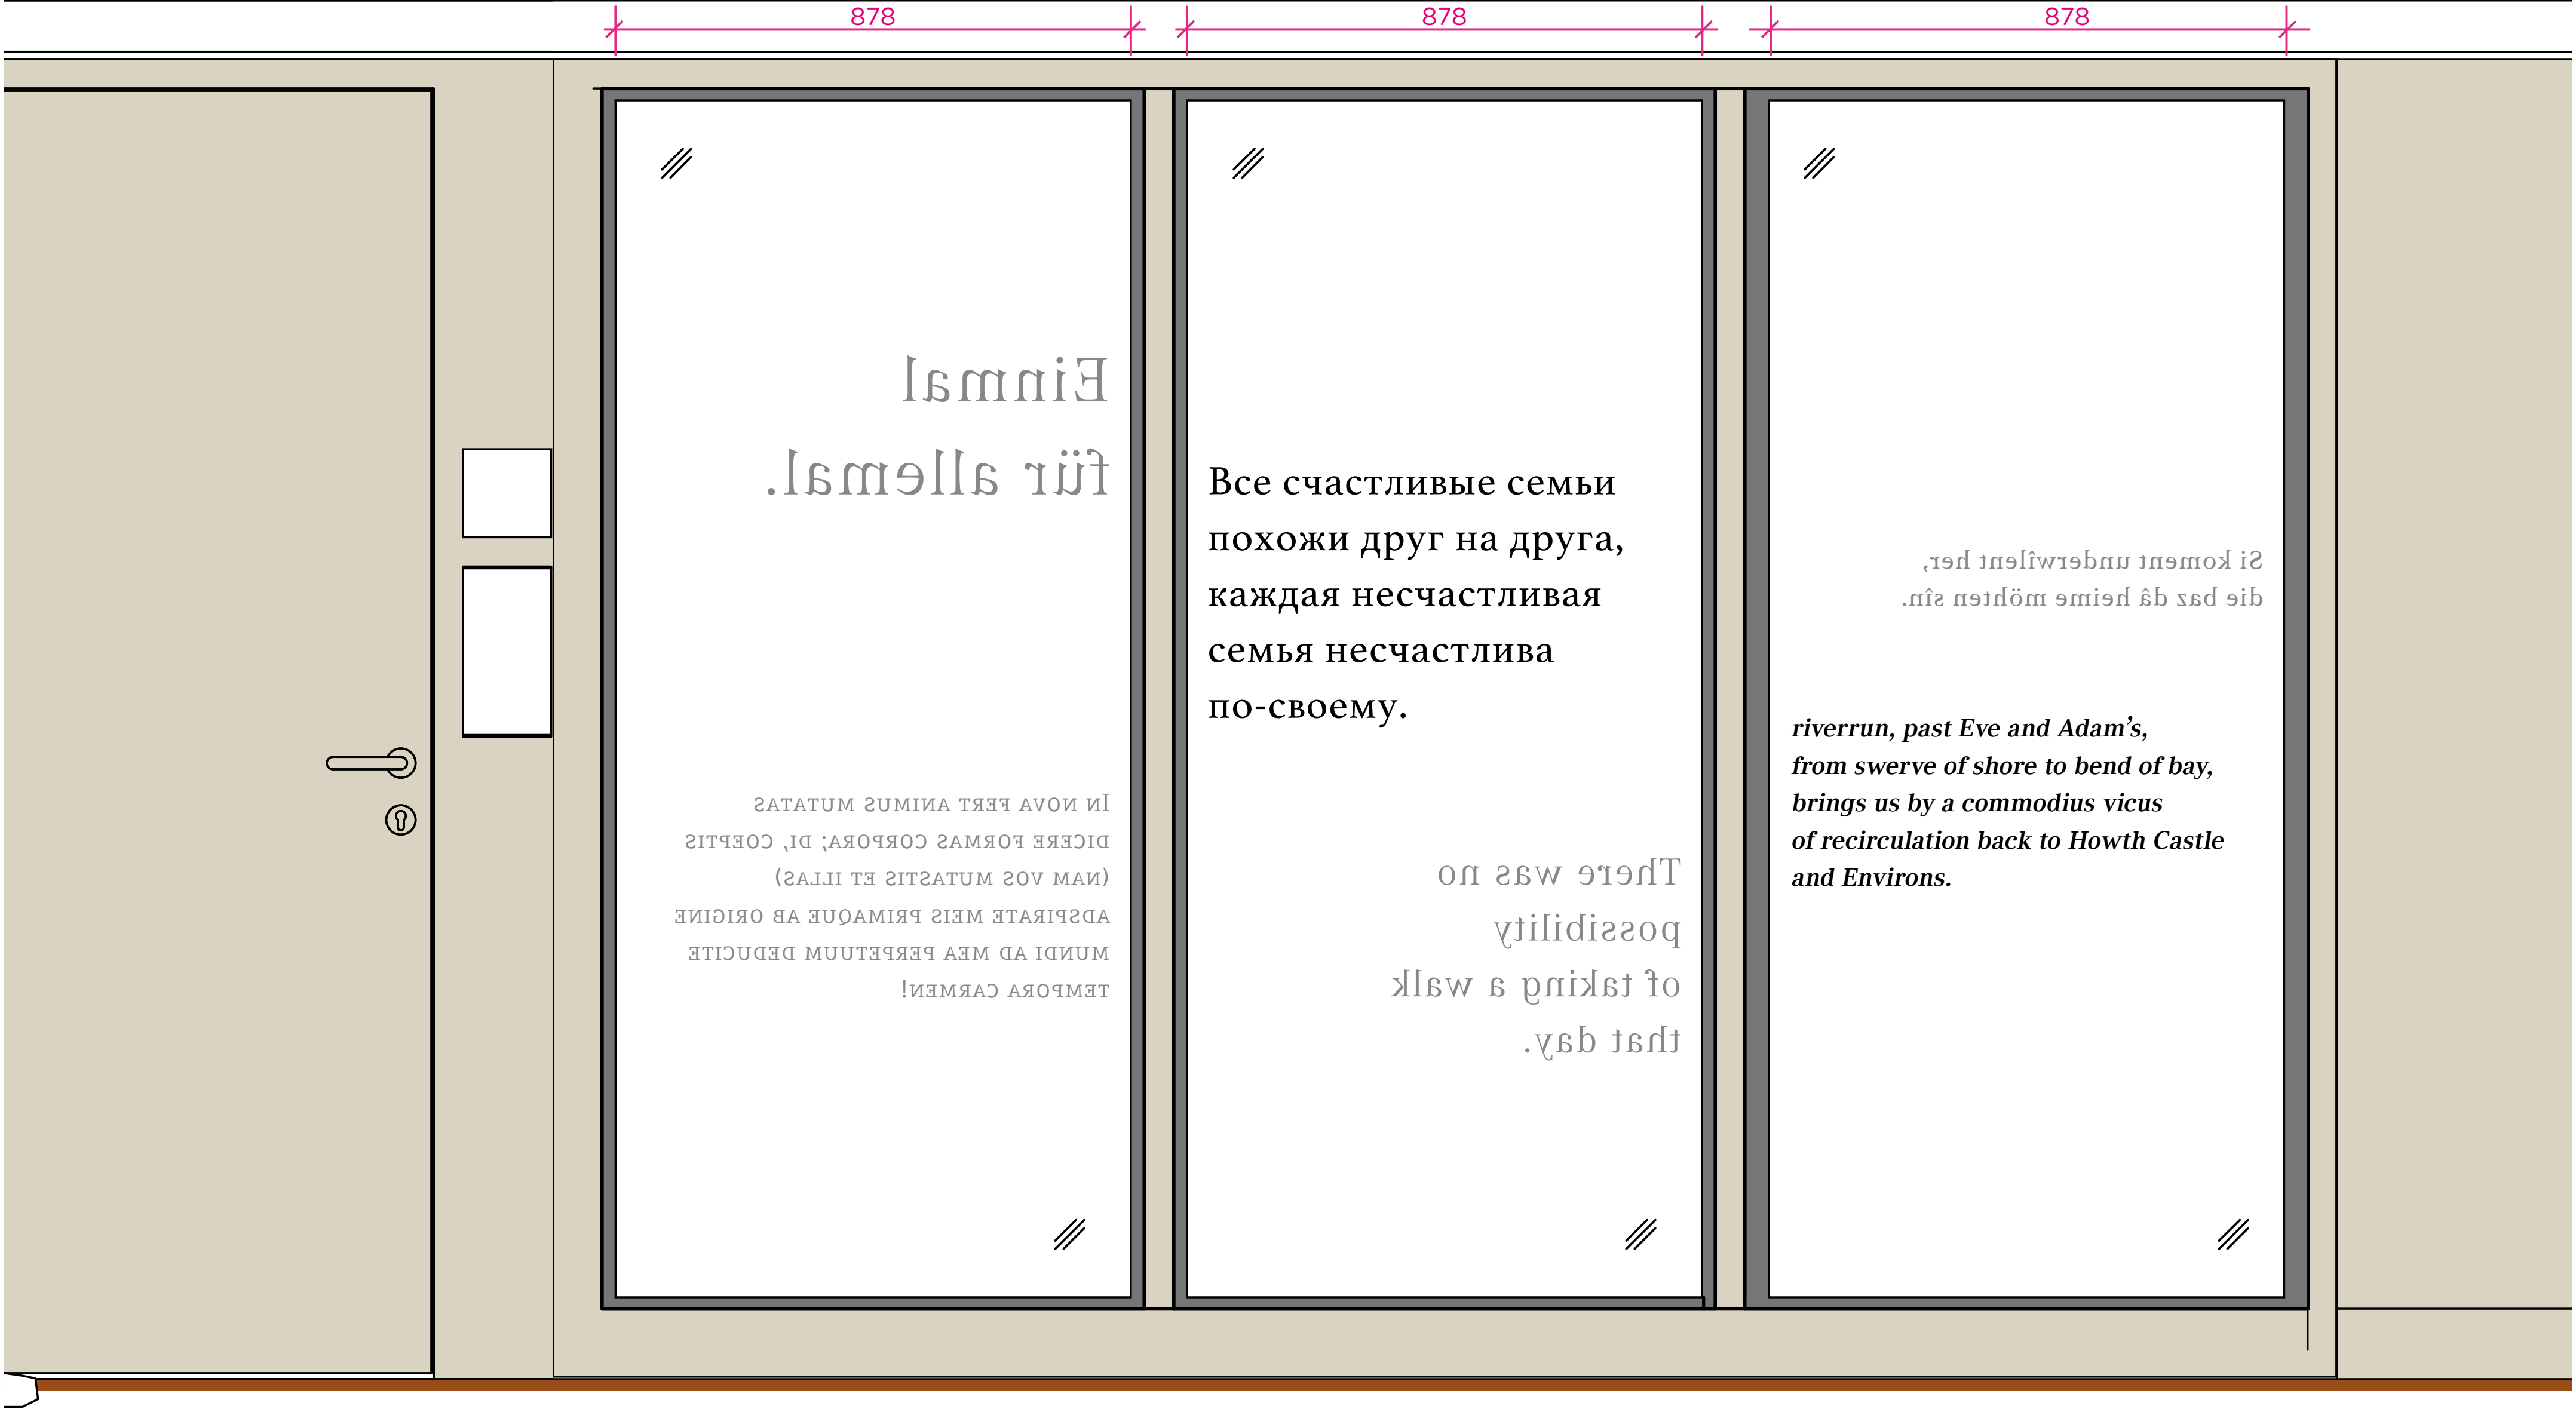 878
878
878
Einmal
für allemal.
In nova fert animus mutatas
dicere formas corpora; di, coeptis
(nam vos mutastis et illas)
adspirate meis primaque ab origine
mundi ad mea perpetuum deducite
tempora carmen!
Все счастливые семьи
похожи друг на друга,
каждая несчастливая
семья несчастлива
по-своему.
There was no
possibility
of taking a walk
that day.
Si koment underwîlent her,
die baz dâ heime möhten sîn.
riverrun, past Eve and Adam’s,
from swerve of shore to bend of bay,
brings us by a commodius vicus
of recirculation back to Howth Castle
and Environs.